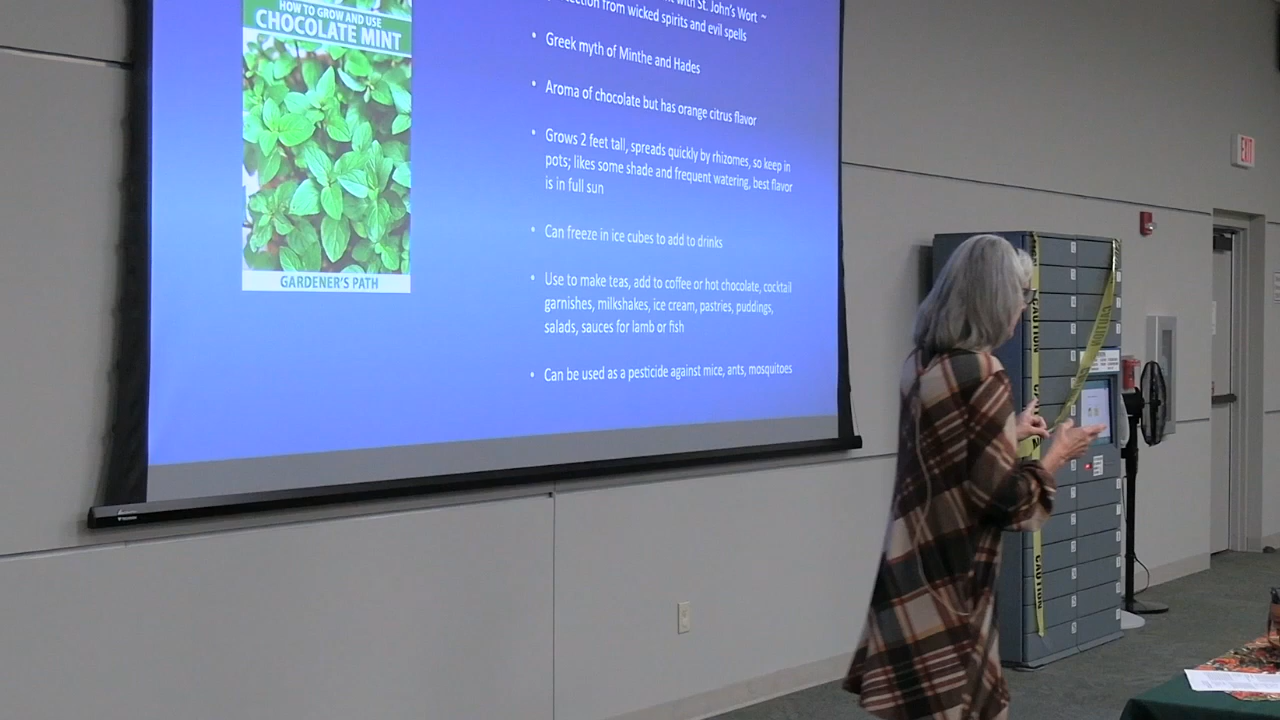 HOW TO GROW AND USE
CHOCOLATE MINT
GARDENER'S PATH
with St. John's Wort ~
from wicked spirits and evil spells
• Greek myth of Minthe and Hades
• Aroma of chocolate but has orange citrus flavor
• Grows 2 feet tall, spreads quickly by rhizomes, so keep in
pots; likes some shade and frequent watering, best flavor
is in full sun
• Can freeze in ice cubes to add to drinks
• Use to make teas, add to coffee or hot chocolate, cocktail
garnishes, milkshakes, ice cream, pastries, puddings,
salads, sauces for lamb or fish
• Can be used as a pesticide against mice, ants, mosquitoes
EXIT
CAUTION
CAUTION
CAUTION
CAUTION